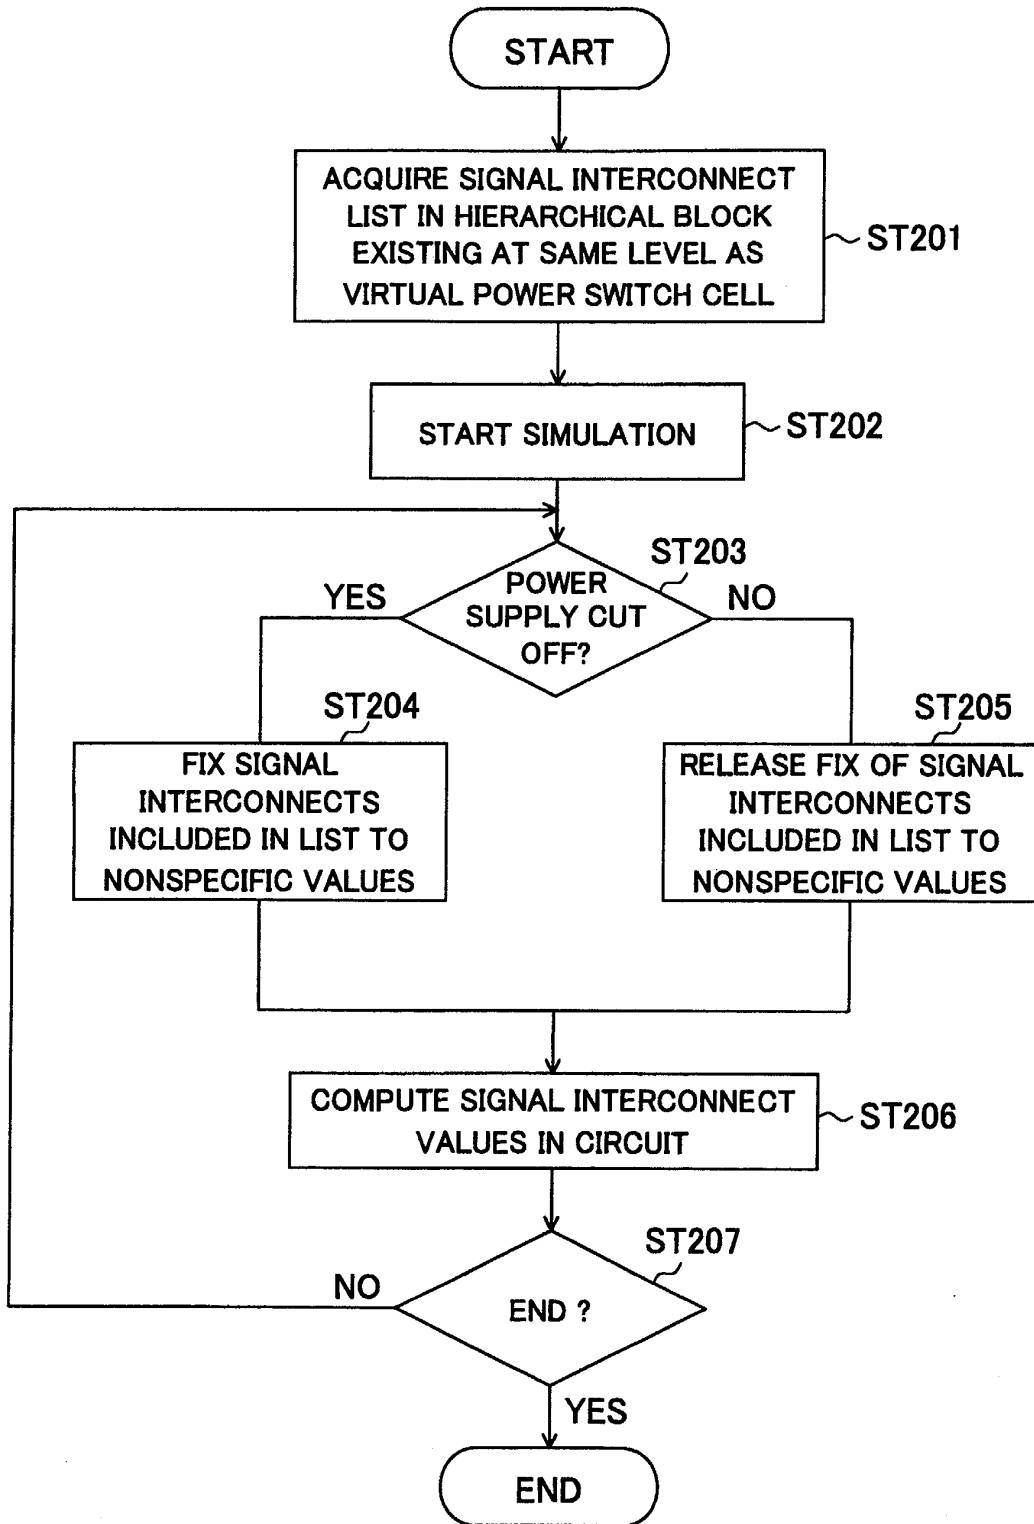 START
ACQUIRE SIGNAL INTERCONNECT
LIST IN HIERARCHICAL BLOCK
EXISTING AT SAME LEVEL AS
VIRTUAL POWER SWITCH CELL
ST201
START SIMULATION
ST202
ST203
POWER
SUPPLY CUT
OFF?
YES
NO
ST204
FIX SIGNAL
INTERCONNECTS
INCLUDED IN LIST TO
NONSPECIFIC VALUES
ST205
RELEASE FIX OF SIGNAL
INTERCONNECTS
INCLUDED IN LIST TO
NONSPECIFIC VALUES
COMPUTE SIGNAL INTERCONNECT
VALUES IN CIRCUIT
ST206
ST207
NO
END ?
YES
END